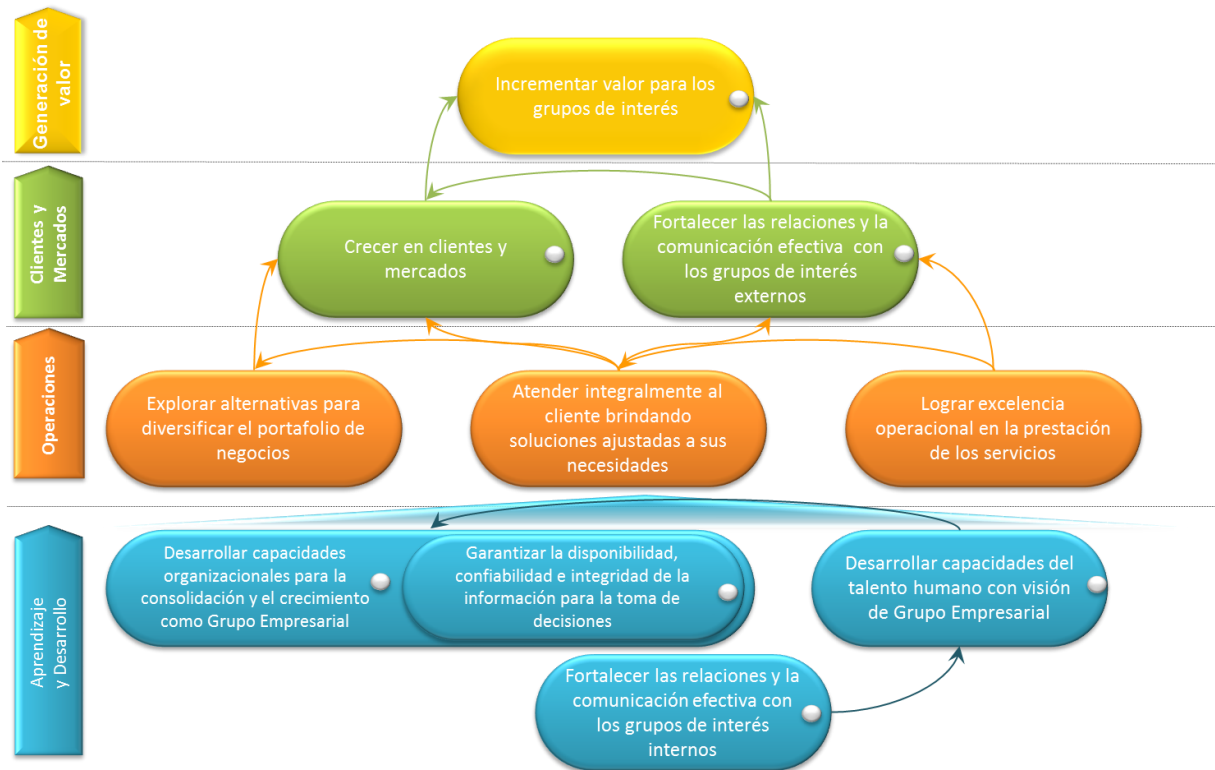 Generación de
valor
Incrementar valor para los
grupos de interés
Clientes y
Mercados
Crecer en clientes y
mercados
Fortalecer las relaciones y la
comunicación efectiva con
los grupos de interés
externos
Operaciones
Explorar alternativas para
diversificar el portafolio de
negocios
Atender integralmente al
cliente brindando
soluciones ajustadas a sus
necesidades
Lograr excelencia
operacional en la prestación
de los servicios
Aprendizaje
y Desarrollo
Desarrollar capacidades
organizacionales para la
consolidación y el crecimiento
como Grupo Empresarial
Garantizar la disponibilidad,
confiabilidad e integridad de la
información para la toma de
decisiones
Desarrollar capacidades del
talento humano con visión
de Grupo Empresarial
Fortalecer las relaciones y la
comunicación efectiva con
los grupos de interés
internos